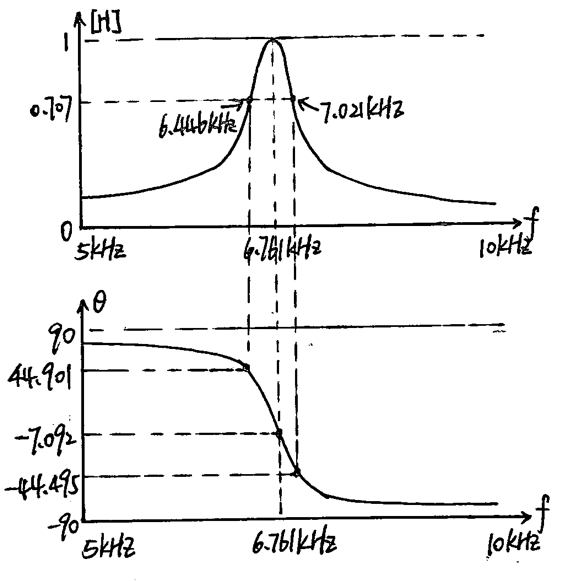 [H]
1
0.707
6.446kHz
7.021kHz
0
f
5kHz
6.761kHz
10kHz
θ
90
44.901
-7.092
-44.495
-90
f
5kHz
6.761kHz
10kHz